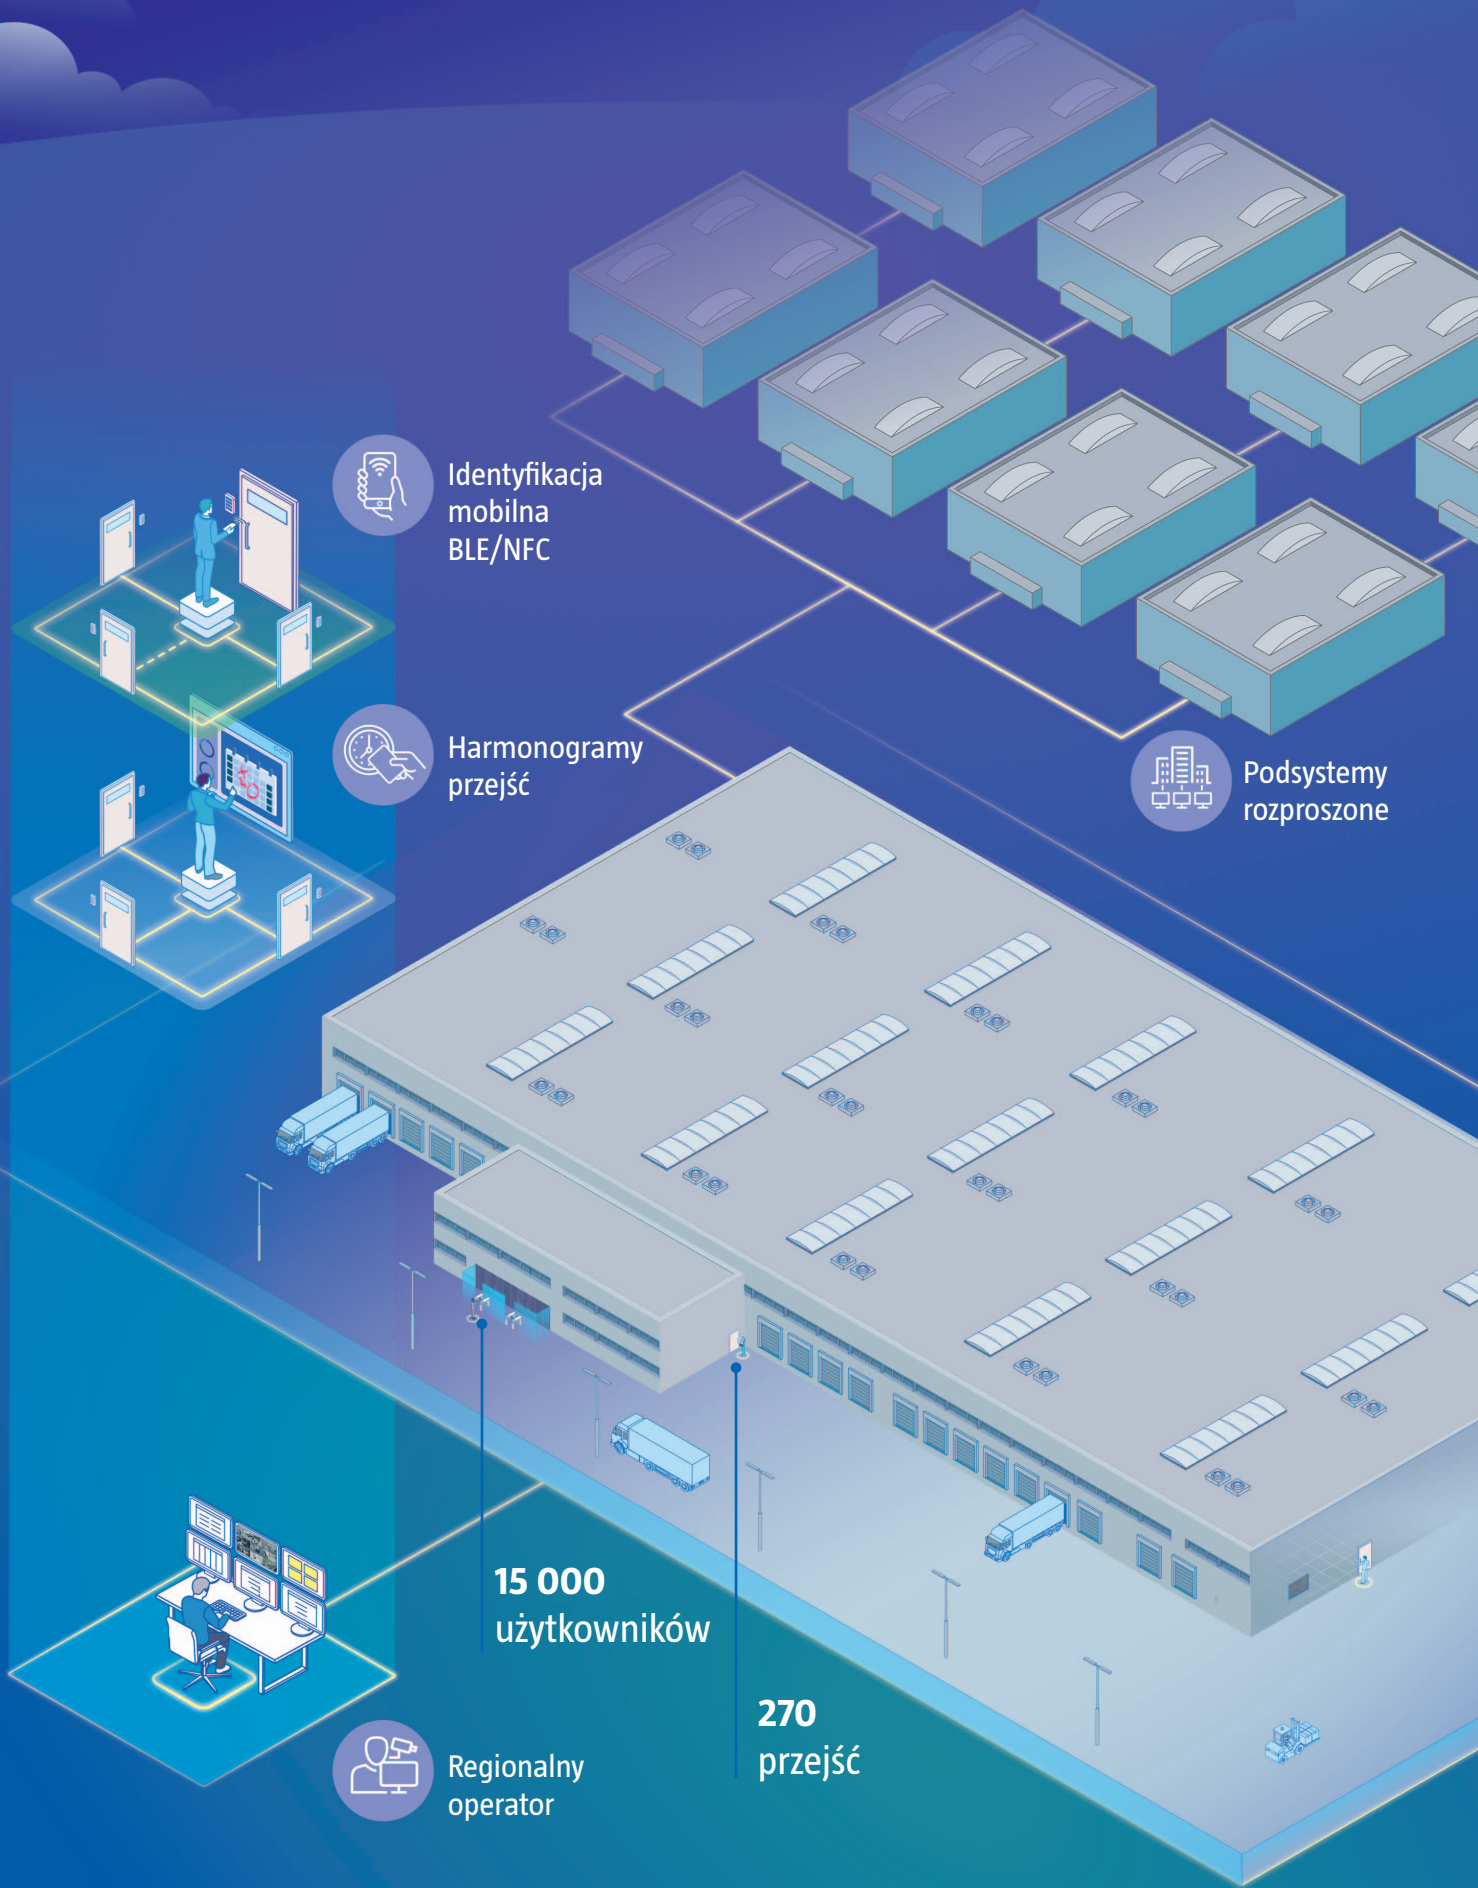 Identyfikacja
mobilna
BLE/NFC
Harmonogramy
przejść
Podsystemy
rozproszone
15 000
użytkowników
270
przejść
Regionalny
operator